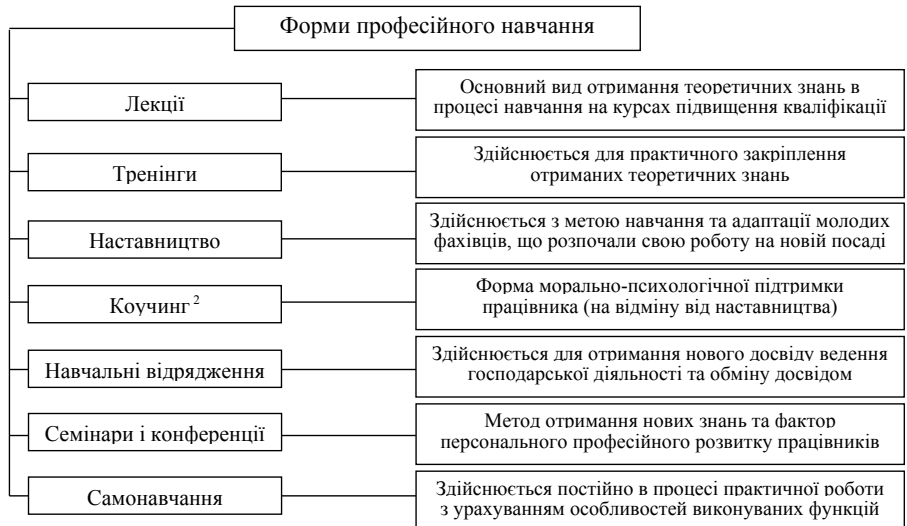 Форми професійного навчання
Лекції
Основний вид отримання теоретичних знань в
процесі навчання на курсах підвищення кваліфікації
Тренінги
Здійснюється для практичного закріплення
отриманих теоретичних знань
Наставництво
Здійснюється з метою навчання та адаптації молодих
фахівців, що розпочали свою роботу на новій посаді
Коучинг ²
Форма морально-психологічної підтримки
працівника (на відміну від наставництва)
Навчальні відрядження
Здійснюється для отримання нового досвіду ведення
господарської діяльності та обміну досвідом
Семінари і конференції
Метод отримання нових знань та фактор
персонального професійного розвитку працівників
Самонавчання
Здійснюється постійно в процесі практичної роботи
з урахуванням особливостей виконуваних функцій